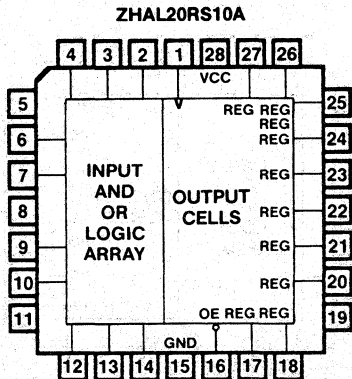 ZHAL20RS10A
4 3 2 1 28 27 26
VCC
5 25
REG REG
REG
6 REG 24
INPUT
AND
OR
LOGIC
ARRAY
OUTPUT
CELLS
7 REG 23
8 REG 22
9 REG 21
10 REG 20
11 19
OE REG REG
GND
12 13 14 15 16 17 18